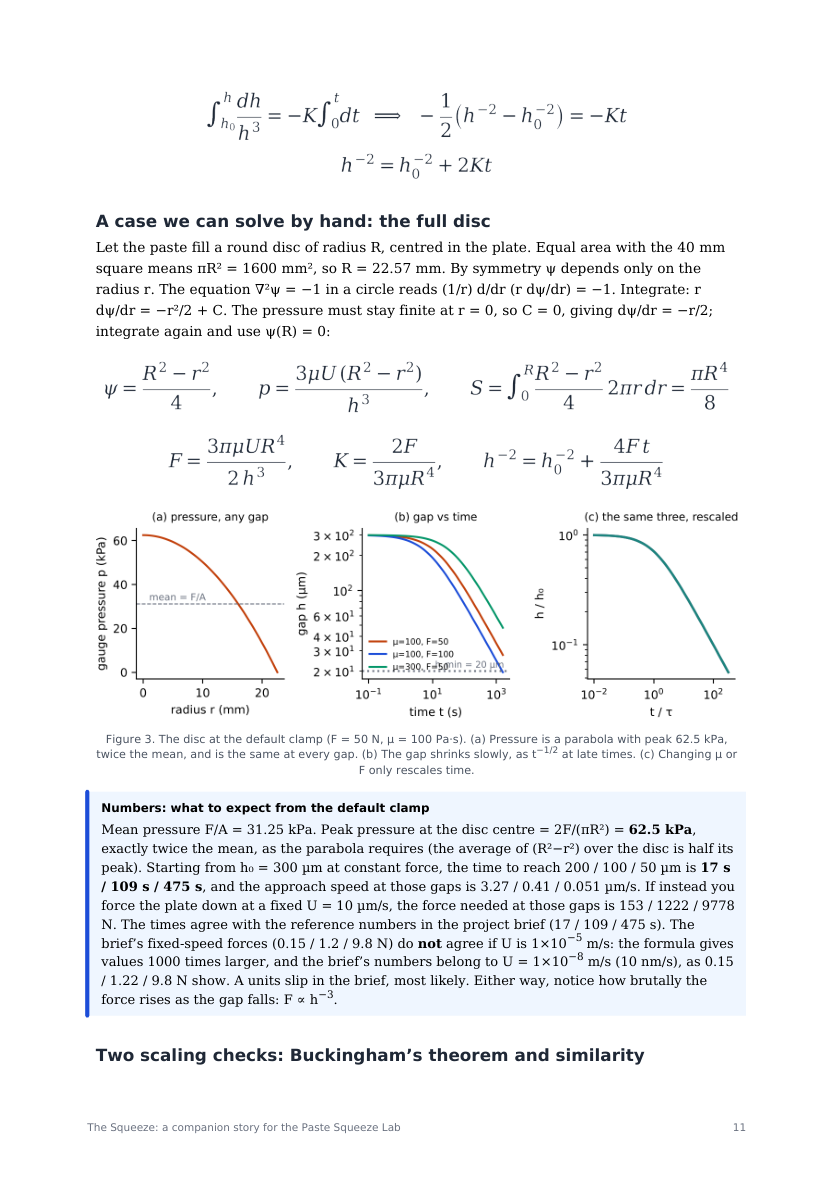 ∫_{h₀}^{h} dh/h³ = −K∫₀^t dt ⟹ −1/2(h⁻² − h₀⁻²) = −Kt
h⁻² = h₀⁻² + 2Kt
A case we can solve by hand: the full disc
Let the paste fill a round disc of radius R, centred in the plate. Equal area with the 40 mm
square means πR² = 1600 mm², so R = 22.57 mm. By symmetry ψ depends only on the
radius r. The equation ∇²ψ = −1 in a circle reads (1/r) d/dr (r dψ/dr) = −1. Integrate: r
dψ/dr = −r²/2 + C. The pressure must stay finite at r = 0, so C = 0, giving dψ/dr = −r/2;
integrate again and use ψ(R) = 0:
ψ = (R² − r²)/4, p = 3μU(R² − r²)/h³, S = ∫₀^R (R² − r²)/4 2πr dr = πR⁴/8
F = 3πμUR⁴/(2h³), K = 2F/(3πμR⁴), h⁻² = h₀⁻² + 4Ft/(3πμR⁴)
(a) pressure, any gap
gauge pressure p (kPa)
60
40
20
0
mean = F/A
0 10 20
radius r (mm)
(b) gap vs time
gap h (μm)
3 × 10²
2 × 10²
10²
6 × 10¹
4 × 10¹
3 × 10¹
2 × 10¹
μ=100, F=50
μ=100, F=100
μ=300, F=50
min = 20 μm
10⁻¹ 10¹ 10³
time t (s)
(c) the same three, rescaled
h / h₀
10⁰
10⁻¹
10⁻² 10⁰ 10²
t / τ
Figure 3. The disc at the default clamp (F = 50 N, μ = 100 Pa·s). (a) Pressure is a parabola with peak 62.5 kPa,
twice the mean, and is the same at every gap. (b) The gap shrinks slowly, as t⁻¹/² at late times. (c) Changing μ or
F only rescales time.
Numbers: what to expect from the default clamp
Mean pressure F/A = 31.25 kPa. Peak pressure at the disc centre = 2F/(πR²) = 62.5 kPa,
exactly twice the mean, as the parabola requires (the average of (R²−r²) over the disc is half its
peak). Starting from h₀ = 300 μm at constant force, the time to reach 200 / 100 / 50 μm is 17 s
/ 109 s / 475 s, and the approach speed at those gaps is 3.27 / 0.41 / 0.051 μm/s. If instead you
force the plate down at a fixed U = 10 μm/s, the force needed at those gaps is 153 / 1222 / 9778
N. The times agree with the reference numbers in the project brief (17 / 109 / 475 s). The
brief’s fixed-speed forces (0.15 / 1.2 / 9.8 N) do not agree if U is 1×10⁻⁵ m/s: the formula gives
values 1000 times larger, and the brief’s numbers belong to U = 1×10⁻⁸ m/s (10 nm/s), as 0.15
/ 1.22 / 9.8 N show. A units slip in the brief, most likely. Either way, notice how brutally the
force rises as the gap falls: F ∝ h⁻³.
Two scaling checks: Buckingham’s theorem and similarity
The Squeeze: a companion story for the Paste Squeeze Lab 11